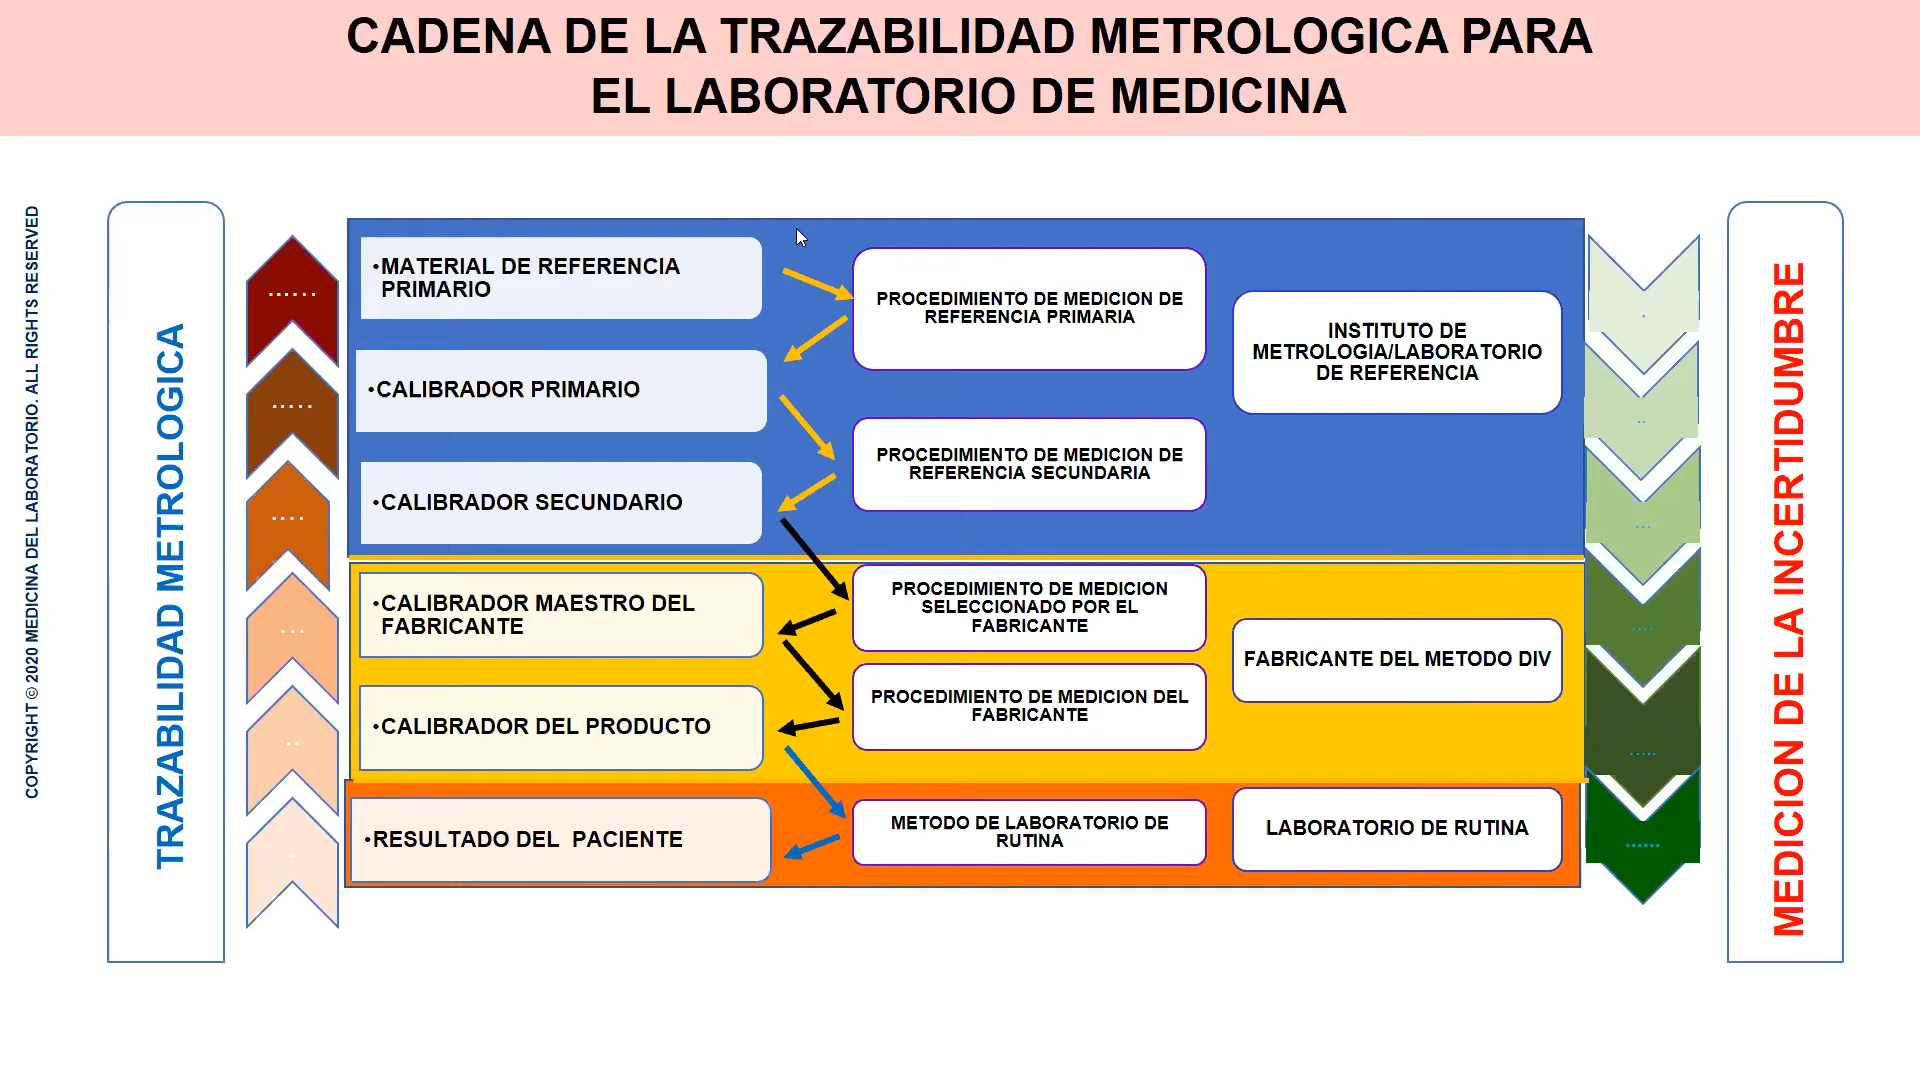 CADENA DE LA TRAZABILIDAD METROLOGICA PARA
EL LABORATORIO DE MEDICINA
COPYRIGHT © 2020 MEDICINA DEL LABORATORIO. ALL RIGHTS RESERVED
TRAZABILIDAD METROLOGICA
......
.....
....
...
..
•MATERIAL DE REFERENCIA
PRIMARIO
•CALIBRADOR PRIMARIO
•CALIBRADOR SECUNDARIO
•CALIBRADOR MAESTRO DEL
FABRICANTE
•CALIBRADOR DEL PRODUCTO
•RESULTADO DEL  PACIENTE
PROCEDIMIENTO DE MEDICION DE
REFERENCIA PRIMARIA
PROCEDIMIENTO DE MEDICION DE
REFERENCIA SECUNDARIA
PROCEDIMIENTO DE MEDICION
SELECCIONADO POR EL
FABRICANTE
PROCEDIMIENTO DE MEDICION DEL
FABRICANTE
METODO DE LABORATORIO DE
RUTINA
INSTITUTO DE
METROLOGIA/LABORATORIO
DE REFERENCIA
FABRICANTE DEL METODO DIV
LABORATORIO DE RUTINA
.
..
...
....
.....
......
MEDICION DE LA INCERTIDUMBRE